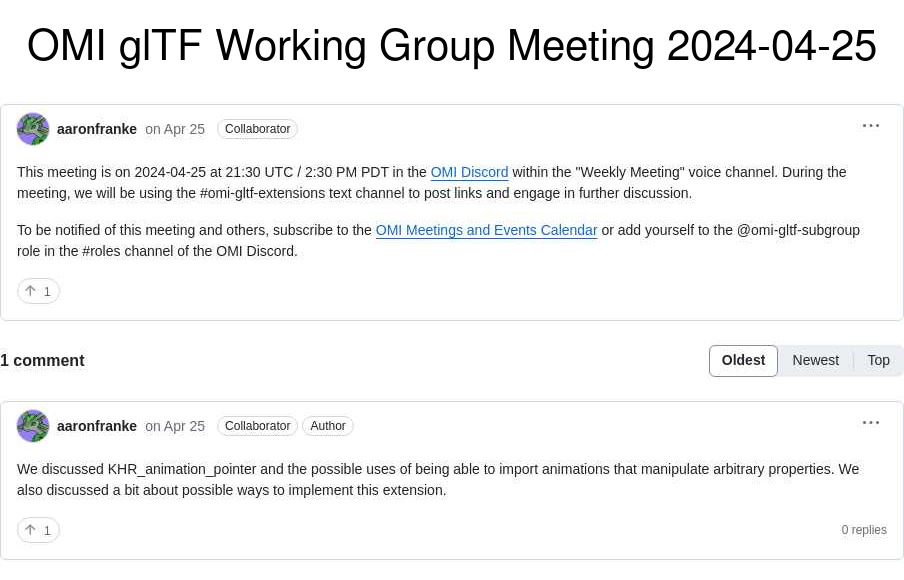 OMI glTF Working Group Meeting 2024-04-25
aaronfranke on Apr 25 Collaborator
This meeting is on 2024-04-25 at 21:30 UTC / 2:30 PM PDT in the OMI Discord within the "Weekly Meeting" voice channel. During the
meeting, we will be using the #omi-gltf-extensions text channel to post links and engage in further discussion.
To be notified of this meeting and others, subscribe to the OMI Meetings and Events Calendar or add yourself to the @omi-gltf-subgroup
role in the #roles channel of the OMI Discord.
↑ 1
1 comment Oldest Newest Top
aaronfranke on Apr 25 Collaborator Author
We discussed KHR_animation_pointer and the possible uses of being able to import animations that manipulate arbitrary properties. We
also discussed a bit about possible ways to implement this extension.
↑ 1 0 replies